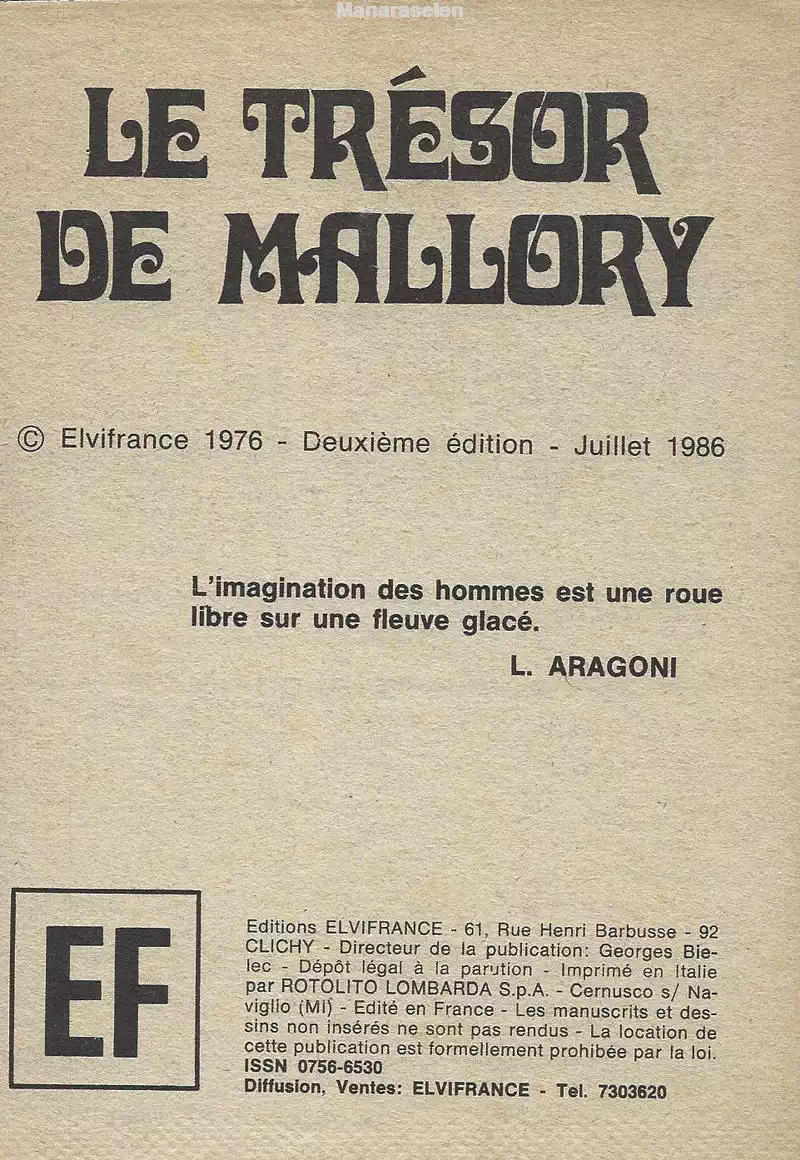 Manaraselen
LE TRÉSOR
DE MALLORY
© Elvifrance 1976 - Deuxième édition - Juillet 1986
L'imagination des hommes est une roue
libre sur une fleuve glacé.
L. ARAGONI
EF
Editions ELVIFRANCE - 61, Rue Henri Barbusse - 92
CLICHY - Directeur de la publication: Georges Bie-
lec - Dépôt légal à la parution - Imprimé en Italie
par ROTOLITO LOMBARDA S.p.A. - Cernusco s/ Na-
viglio (MI) - Edité en France - Les manuscrits et des-
sins non insérés ne sont pas rendus - La location de
cette publication est formellement prohibée par la loi.
ISSN 0756-6530
Diffusion, Ventes: ELVIFRANCE - Tel. 7303620